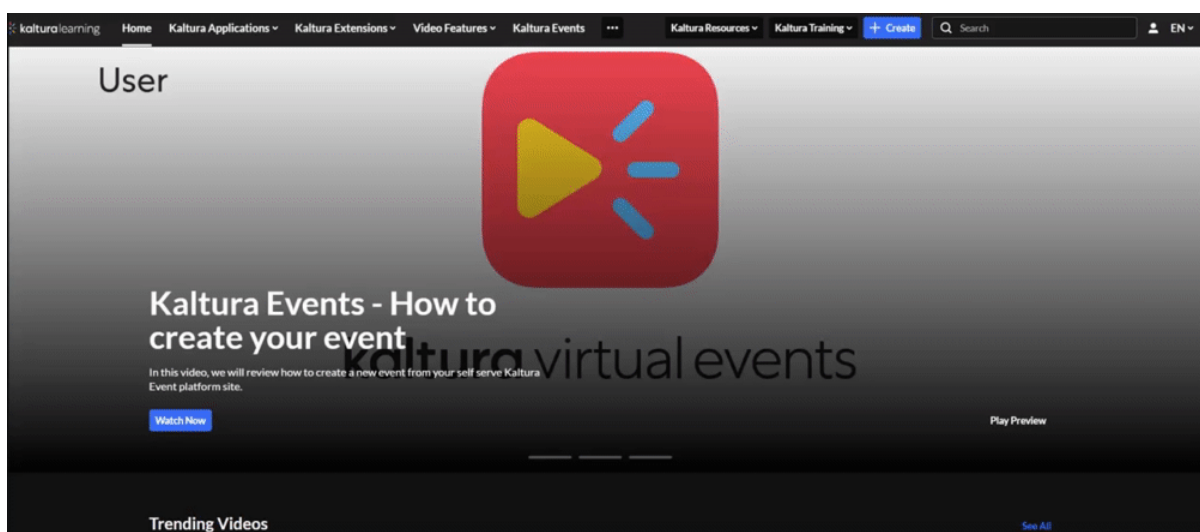 kaltura learning
Home
Kaltura Applications
Kaltura Extensions
Video Features
Kaltura Events
...
Kaltura Resources
Kaltura Training
+ Create
Search
EN
User
Kaltura Events - How to
create your event
kaltura virtual events
In this video, we will review how to create a new event from your self serve Kaltura
Event platform site.
Watch Now
Play Preview
Trending Videos
See All